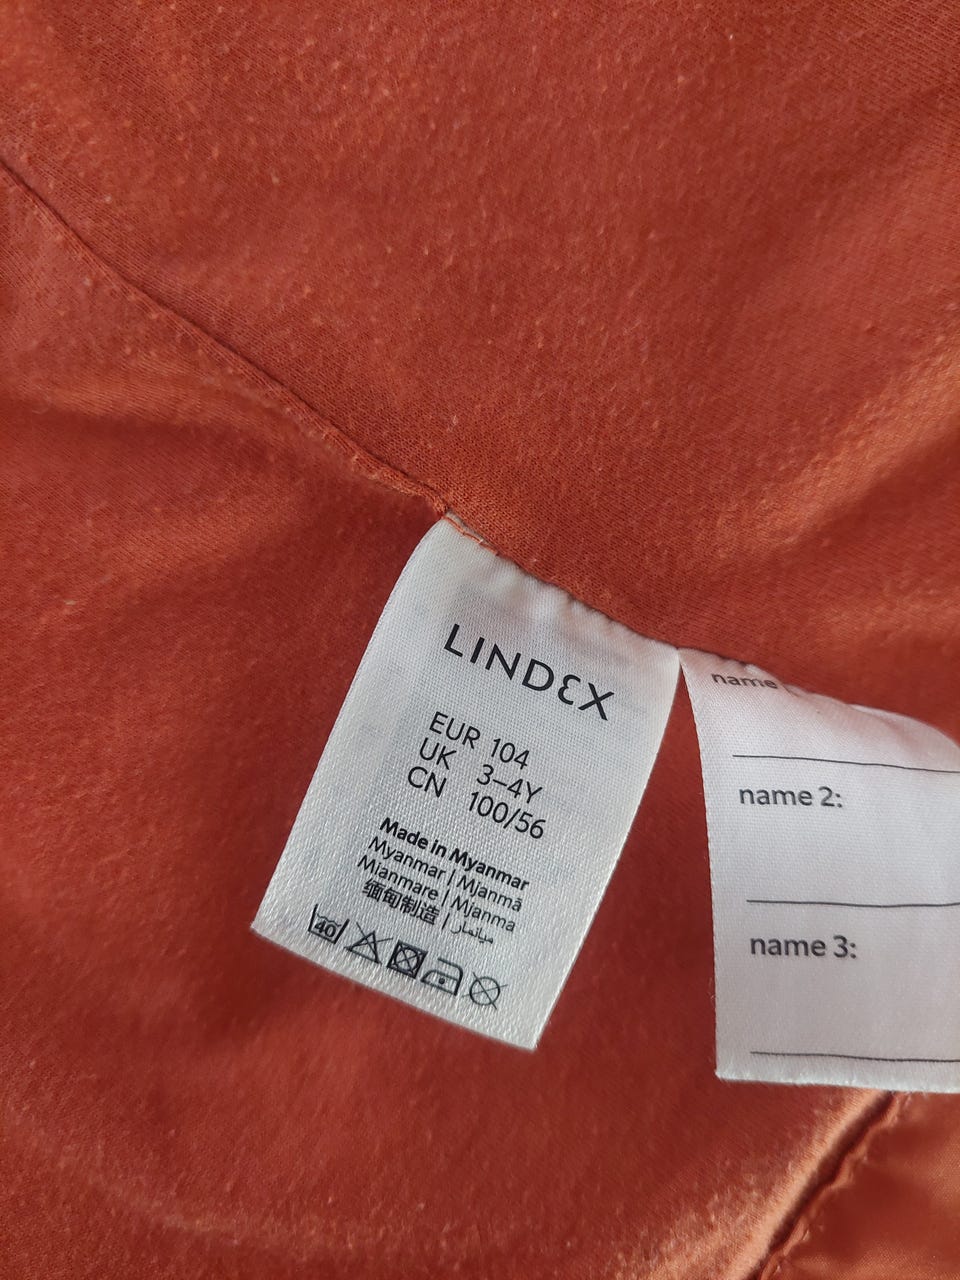 LINDEX
EUR 104
UK 3–4Y
CN 100/56
Made in Myanmar
Myanmar | Mjanmā
Mianmare | Mjanma
缅甸制造 | ميانمار
40
name
name 2:
name 3: